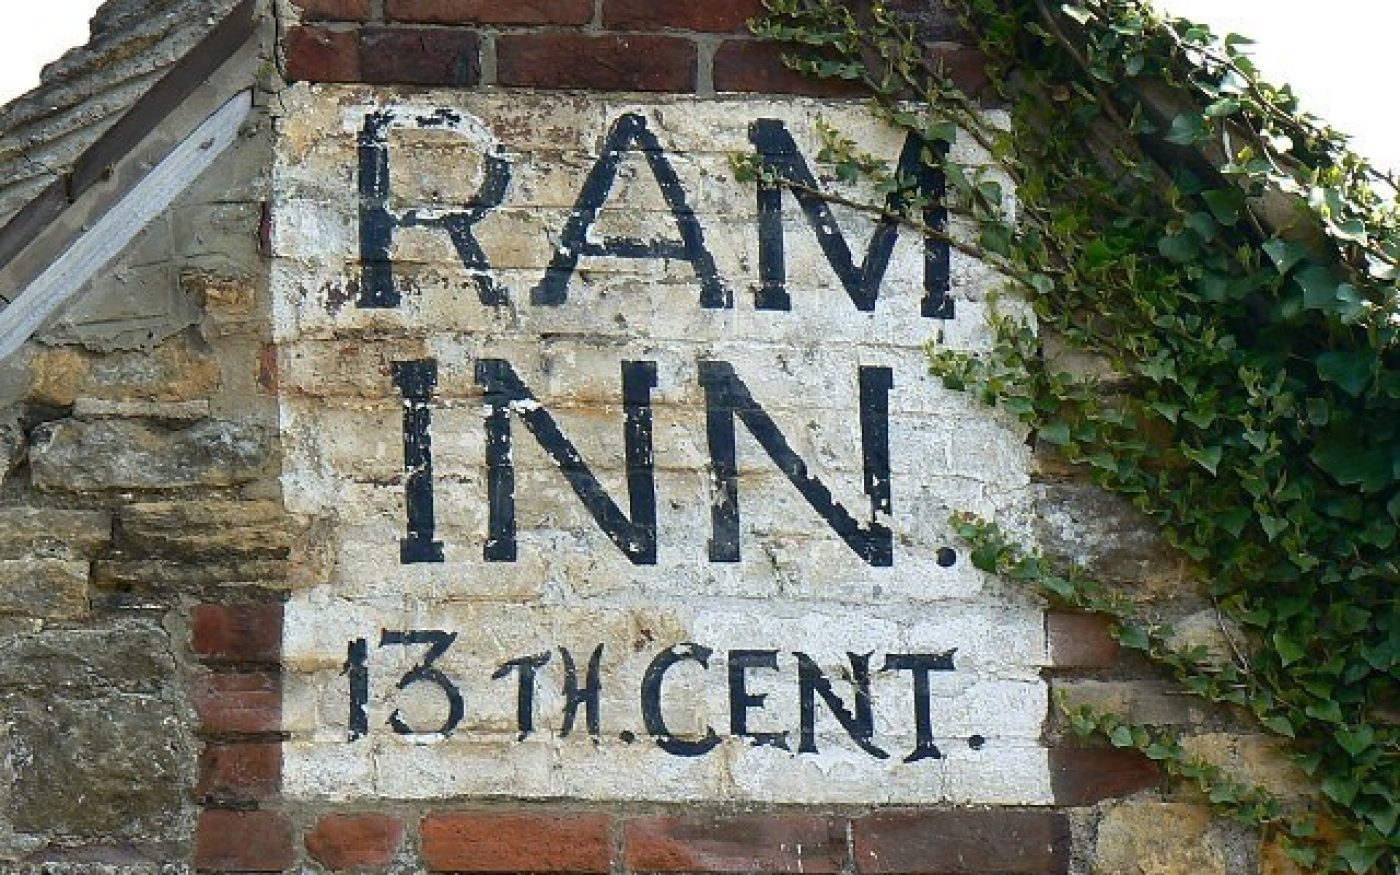 RAM
INN.
13TH. CENT.